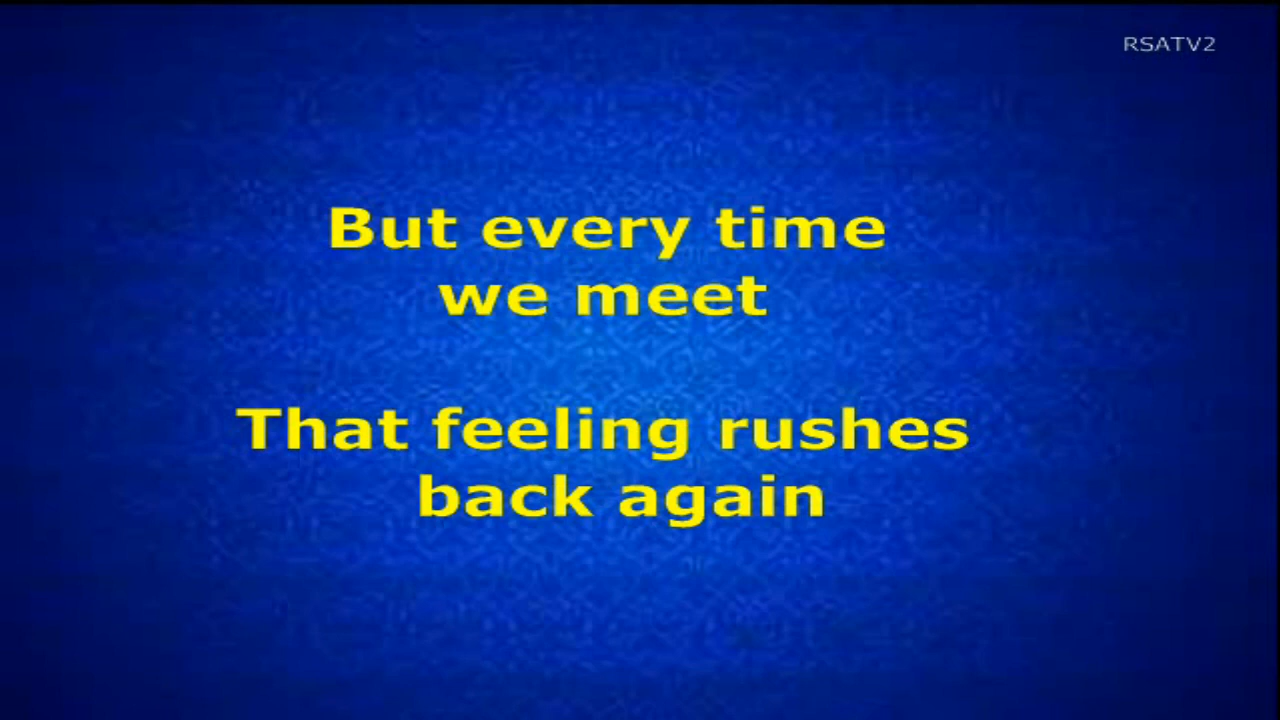 RSATV2
But every time
we meet
That feeling rushes
back again